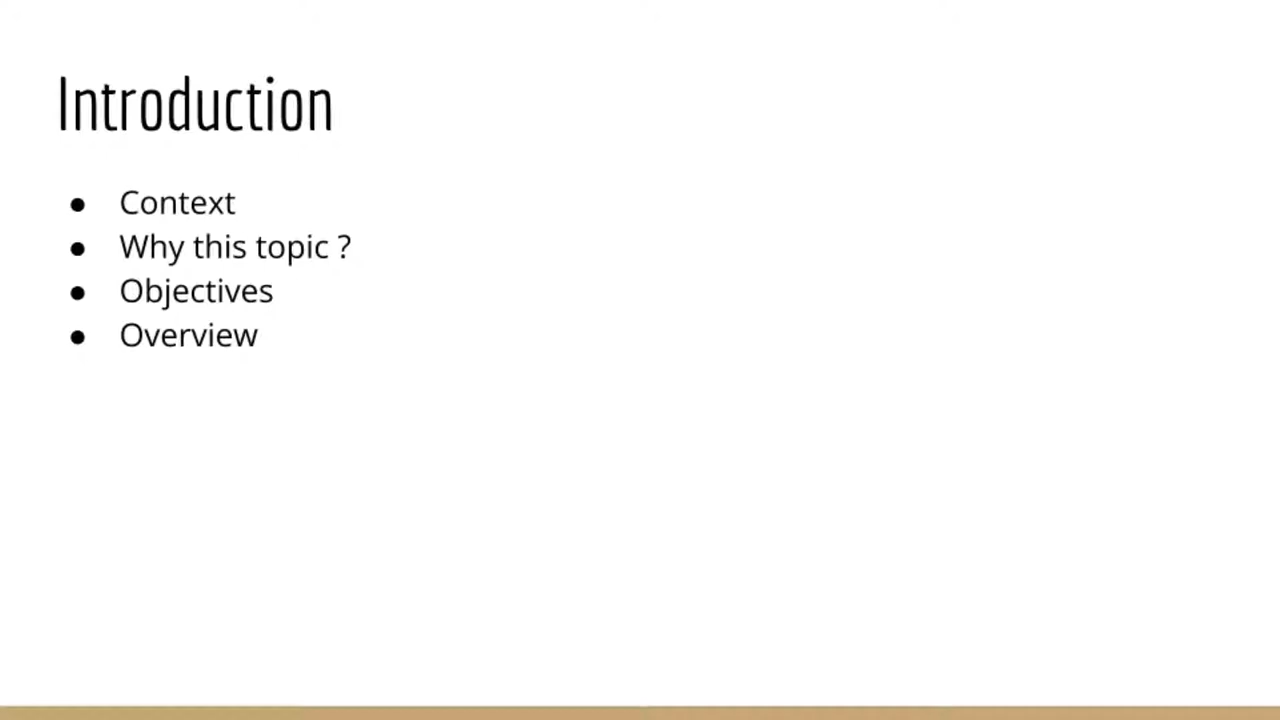 Introduction
● Context
● Why this topic ?
● Objectives
● Overview